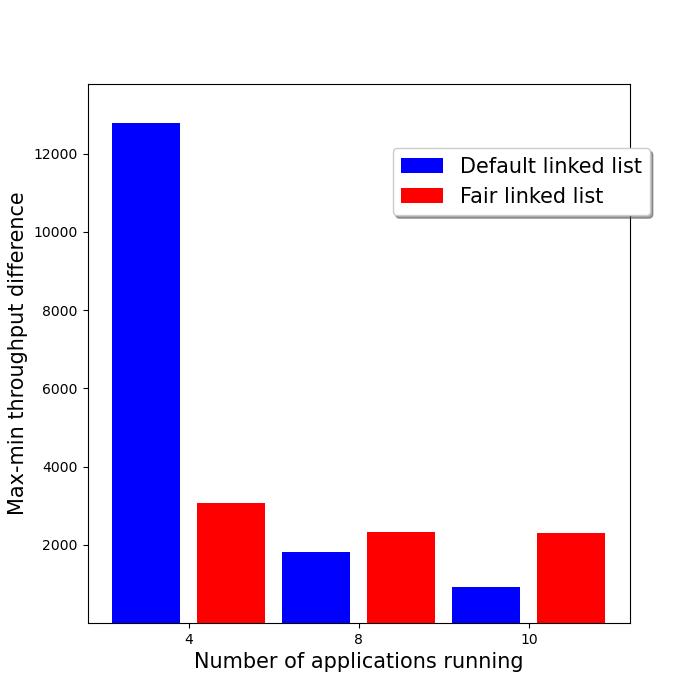 Default linked list
Fair linked list
12000
10000
8000
6000
4000
2000
Max-min throughput difference
4 8 10
Number of applications running